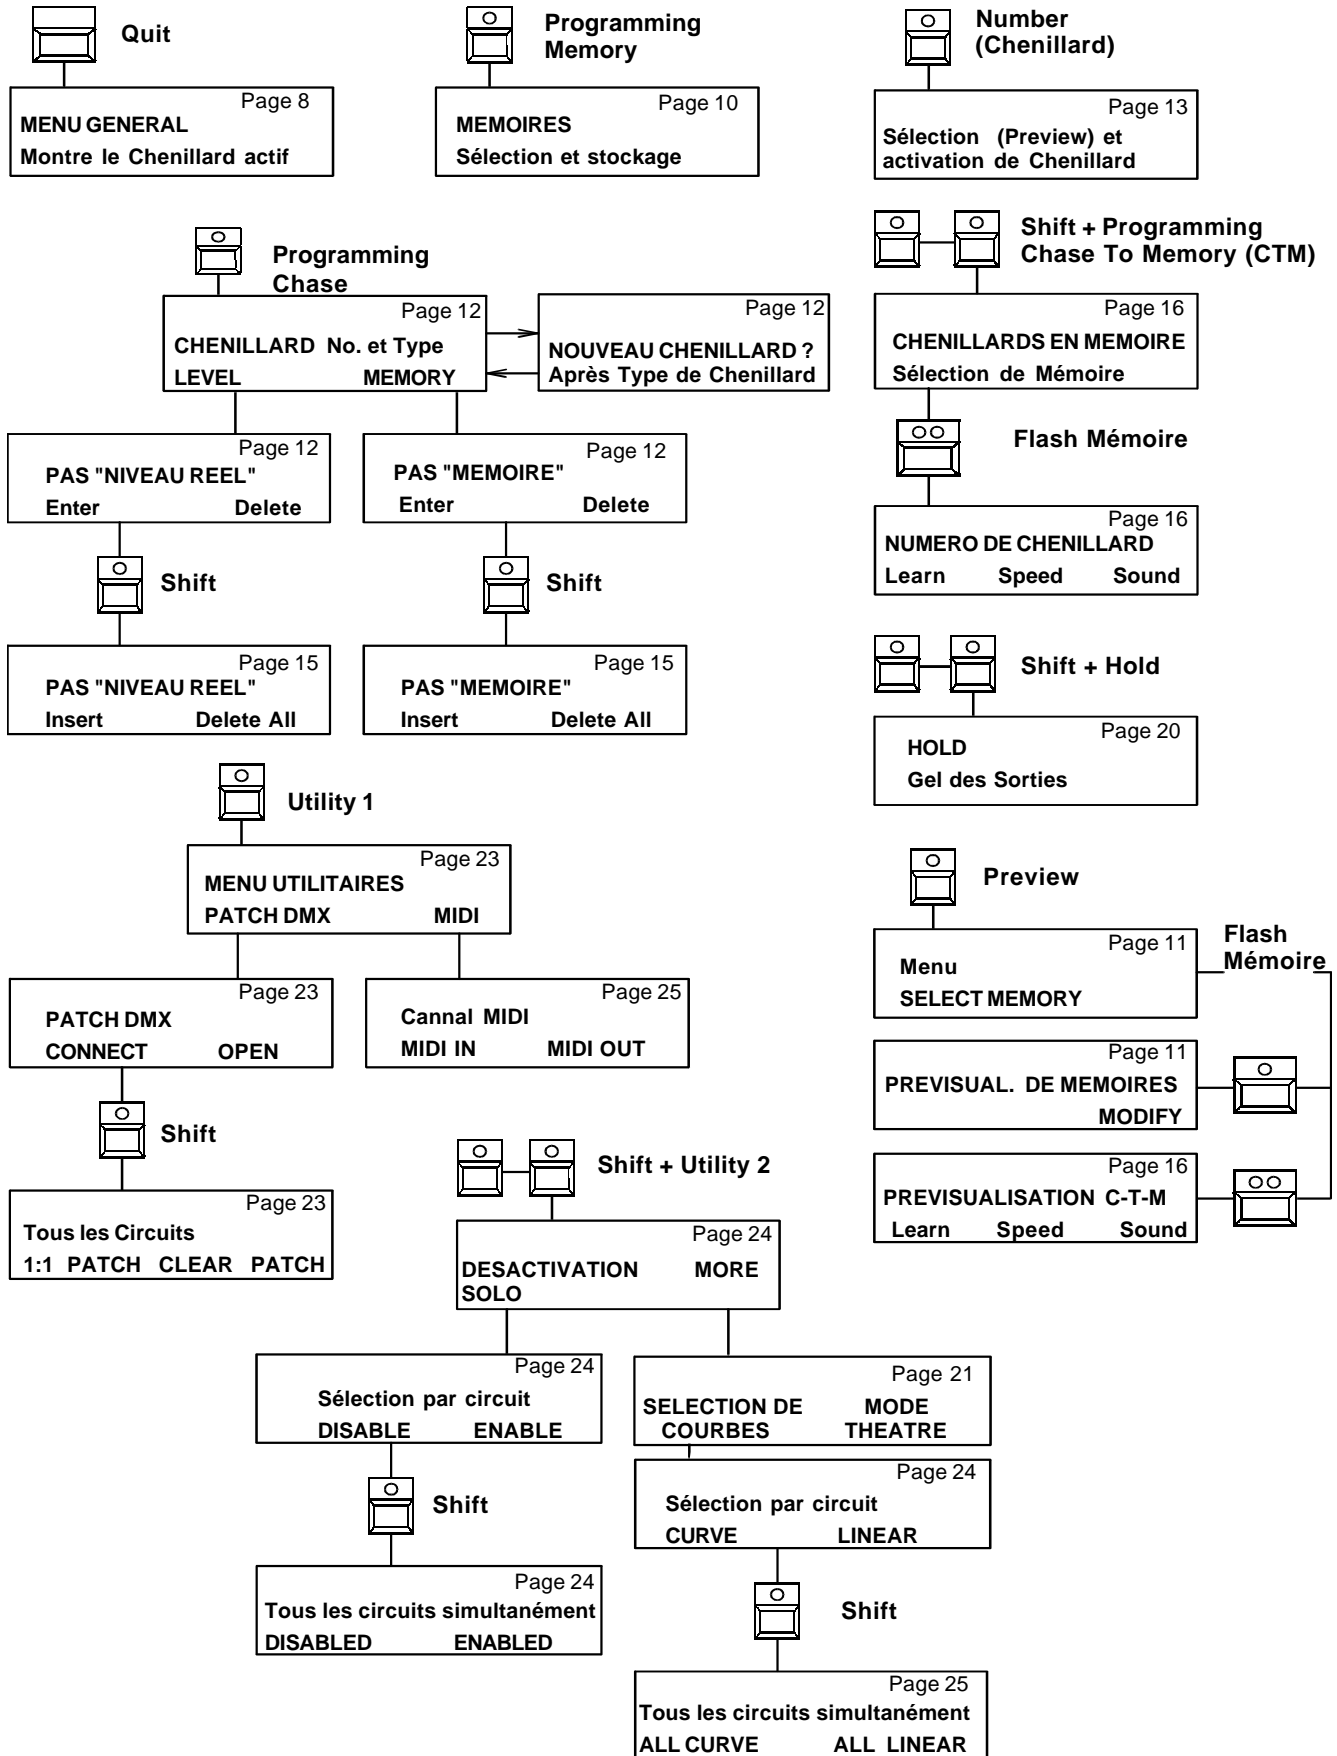 Quit
Page 8
MENU GENERAL
Montre le Chenillard actif
Programming
Memory
Page 10
MEMOIRES
Sélection et stockage
Number
(Chenillard)
Page 13
Sélection (Preview) et
activation de Chenillard
Programming
Chase
Page 12
CHENILLARD No. et Type
LEVEL MEMORY
Page 12
NOUVEAU CHENILLARD ?
Après Type de Chenillard
Page 12
PAS "NIVEAU REEL"
Enter Delete
Shift
Page 15
PAS "NIVEAU REEL"
Insert Delete All
Page 12
PAS "MEMOIRE"
Enter Delete
Shift
Page 15
PAS "MEMOIRE"
Insert Delete All
Shift + Programming
Chase To Memory (CTM)
Page 16
CHENILLARDS EN MEMOIRE
Sélection de Mémoire
Flash Mémoire
Page 16
NUMERO DE CHENILLARD
Learn Speed Sound
Shift + Hold
Page 20
HOLD
Gel des Sorties
Utility 1
Page 23
MENU UTILITAIRES
PATCH DMX MIDI
Page 23
PATCH DMX
CONNECT OPEN
Shift
Page 23
Tous les Circuits
1:1 PATCH CLEAR PATCH
Page 25
Cannal MIDI
MIDI IN MIDI OUT
Preview
Page 11
Menu
SELECT MEMORY
Flash
Mémoire
Page 11
PREVISUAL. DE MEMOIRES
MODIFY
Page 16
PREVISUALISATION C-T-M
Learn Speed Sound
Shift + Utility 2
Page 24
DESACTIVATION MORE
SOLO
Page 24
Sélection par circuit
DISABLE ENABLE
Shift
Page 24
Tous les circuits simultanément
DISABLED ENABLED
Page 21
SELECTION DE MODE
COURBES THEATRE
Page 24
Sélection par circuit
CURVE LINEAR
Shift
Page 25
Tous les circuits simultanément
ALL CURVE ALL LINEAR